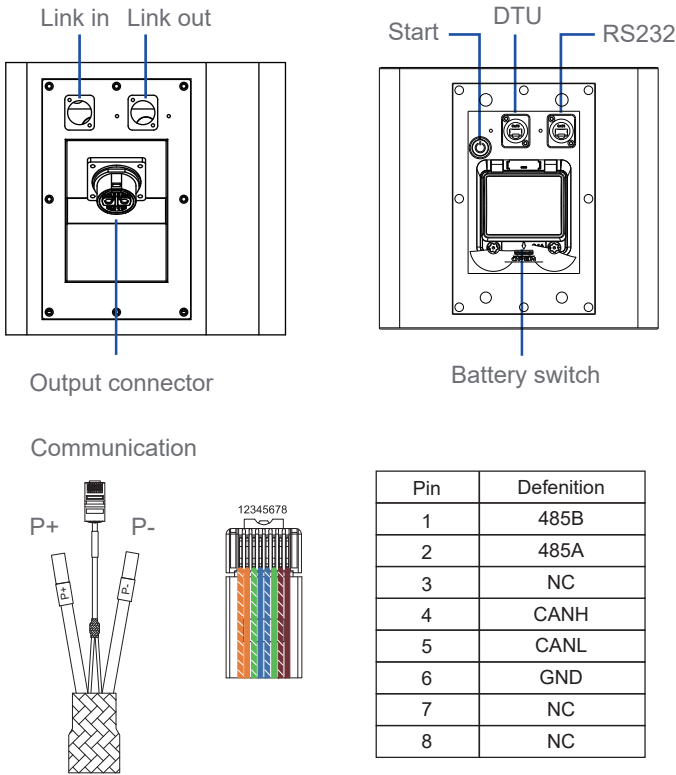 Link in Link out
Start DTU RS232
Output connector
Battery switch
Communication
P+ P-
P+ P-
12345678
Pin Defenition
1 485B
2 485A
3 NC
4 CANH
5 CANL
6 GND
7 NC
8 NC